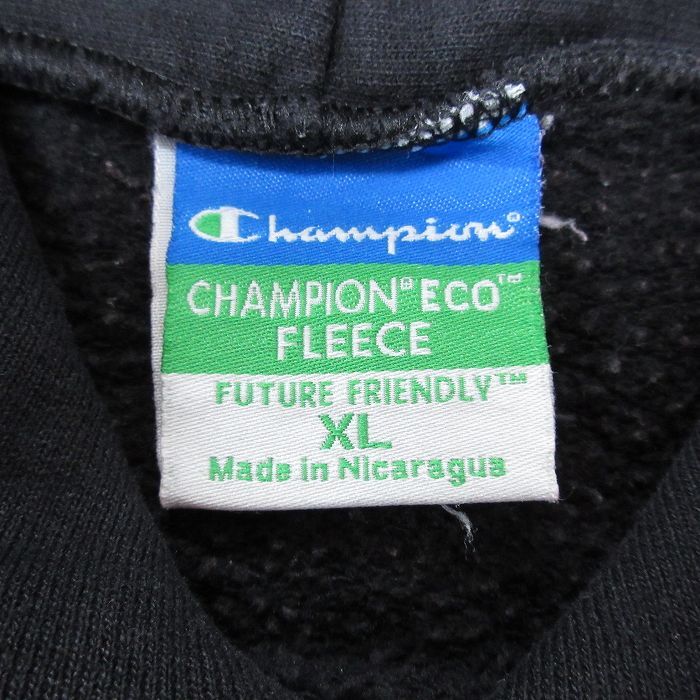 Champion®
CHAMPION® ECO™
FLEECE
FUTURE FRIENDLY™
XL
Made in Nicaragua